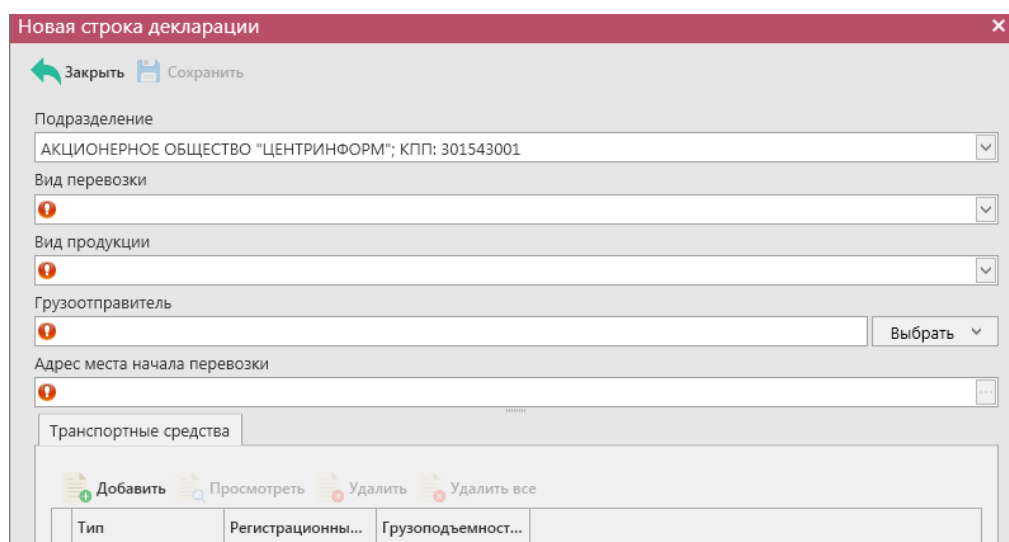 Новая строка декларации
Закрыть Сохранить
Подразделение
АКЦИОНЕРНОЕ ОБЩЕСТВО "ЦЕНТРИНФОРМ"; КПП: 301543001
Вид перевозки
Вид продукции
Грузоотправитель
Выбрать
Адрес места начала перевозки
Транспортные средства
Добавить Просмотреть Удалить Удалить все
Тип Регистрационны... Грузоподъемност...